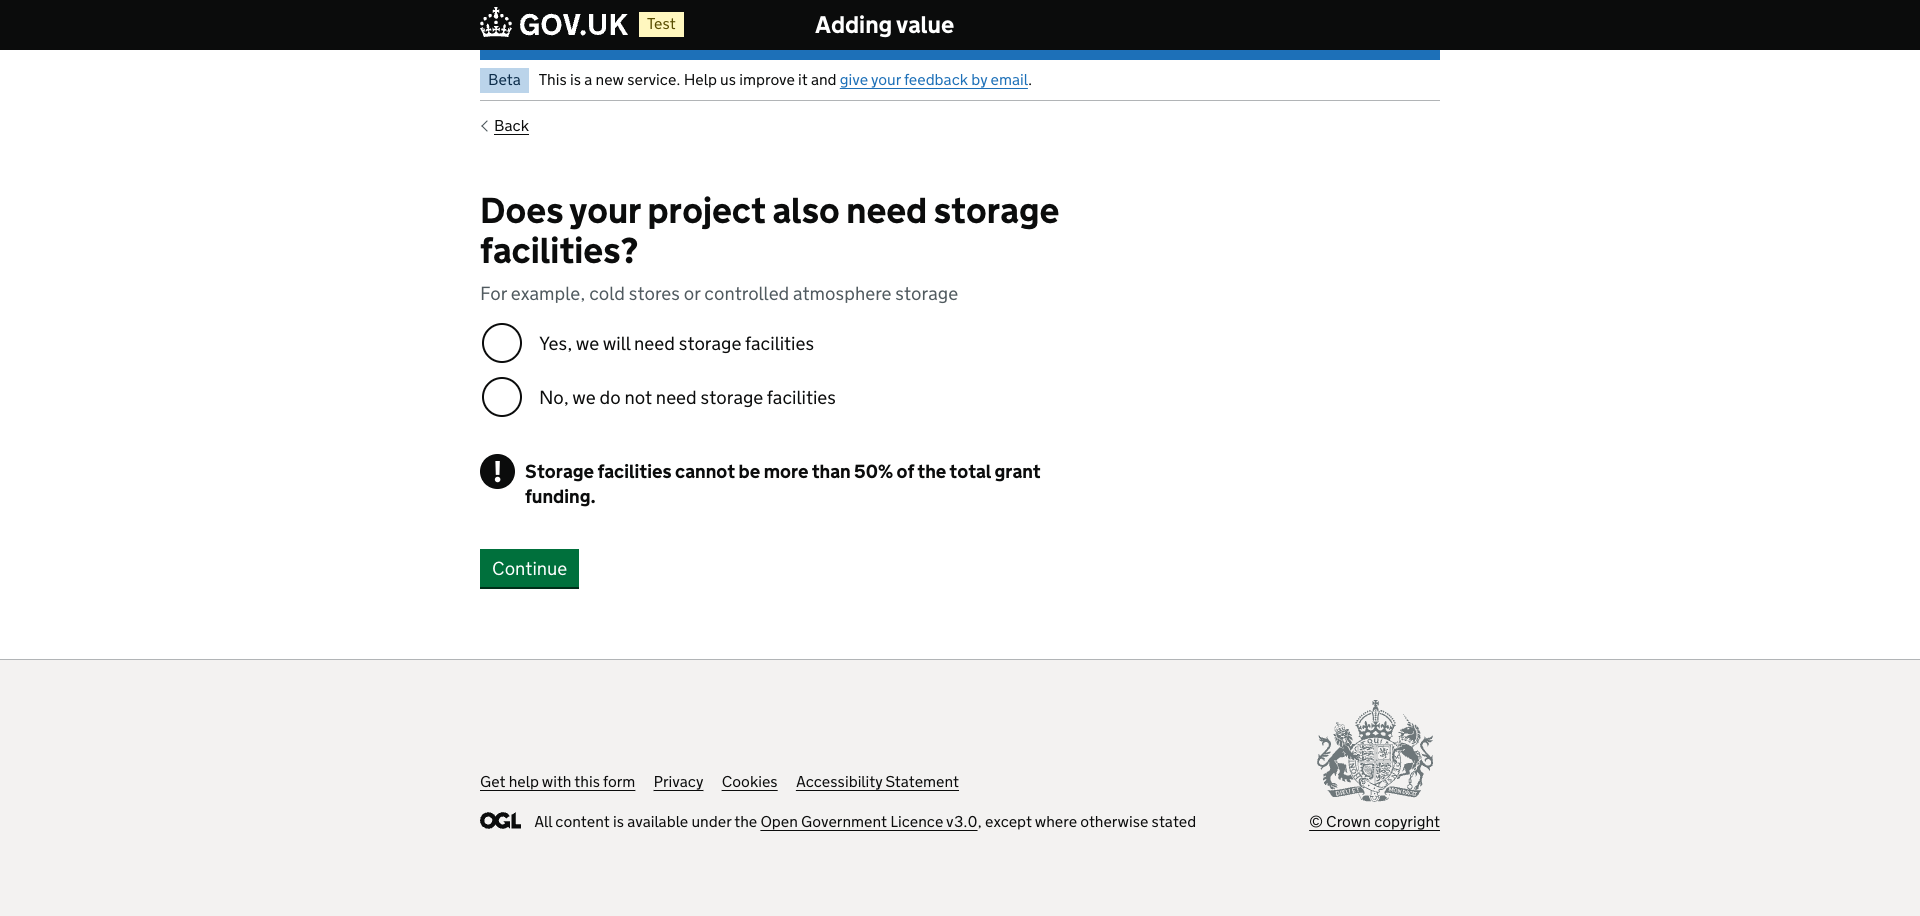 GOV.UK Test Adding value
Beta This is a new service. Help us improve it and give your feedback by email.
Back
Does your project also need storage
facilities?
For example, cold stores or controlled atmosphere storage
Yes, we will need storage facilities
No, we do not need storage facilities
! Storage facilities cannot be more than 50% of the total grant
funding.
Continue
Get help with this form Privacy Cookies Accessibility Statement
OGL All content is available under the Open Government Licence v3.0, except where otherwise stated
© Crown copyright